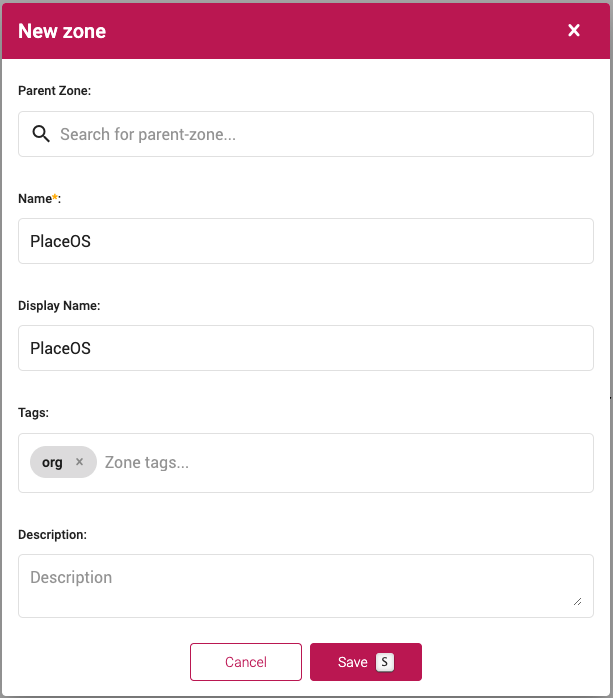 New zone
Parent Zone:
Search for parent-zone...
Name*:
PlaceOS
Display Name:
PlaceOS
Tags:
org × Zone tags...
Description:
Description
Cancel Save S